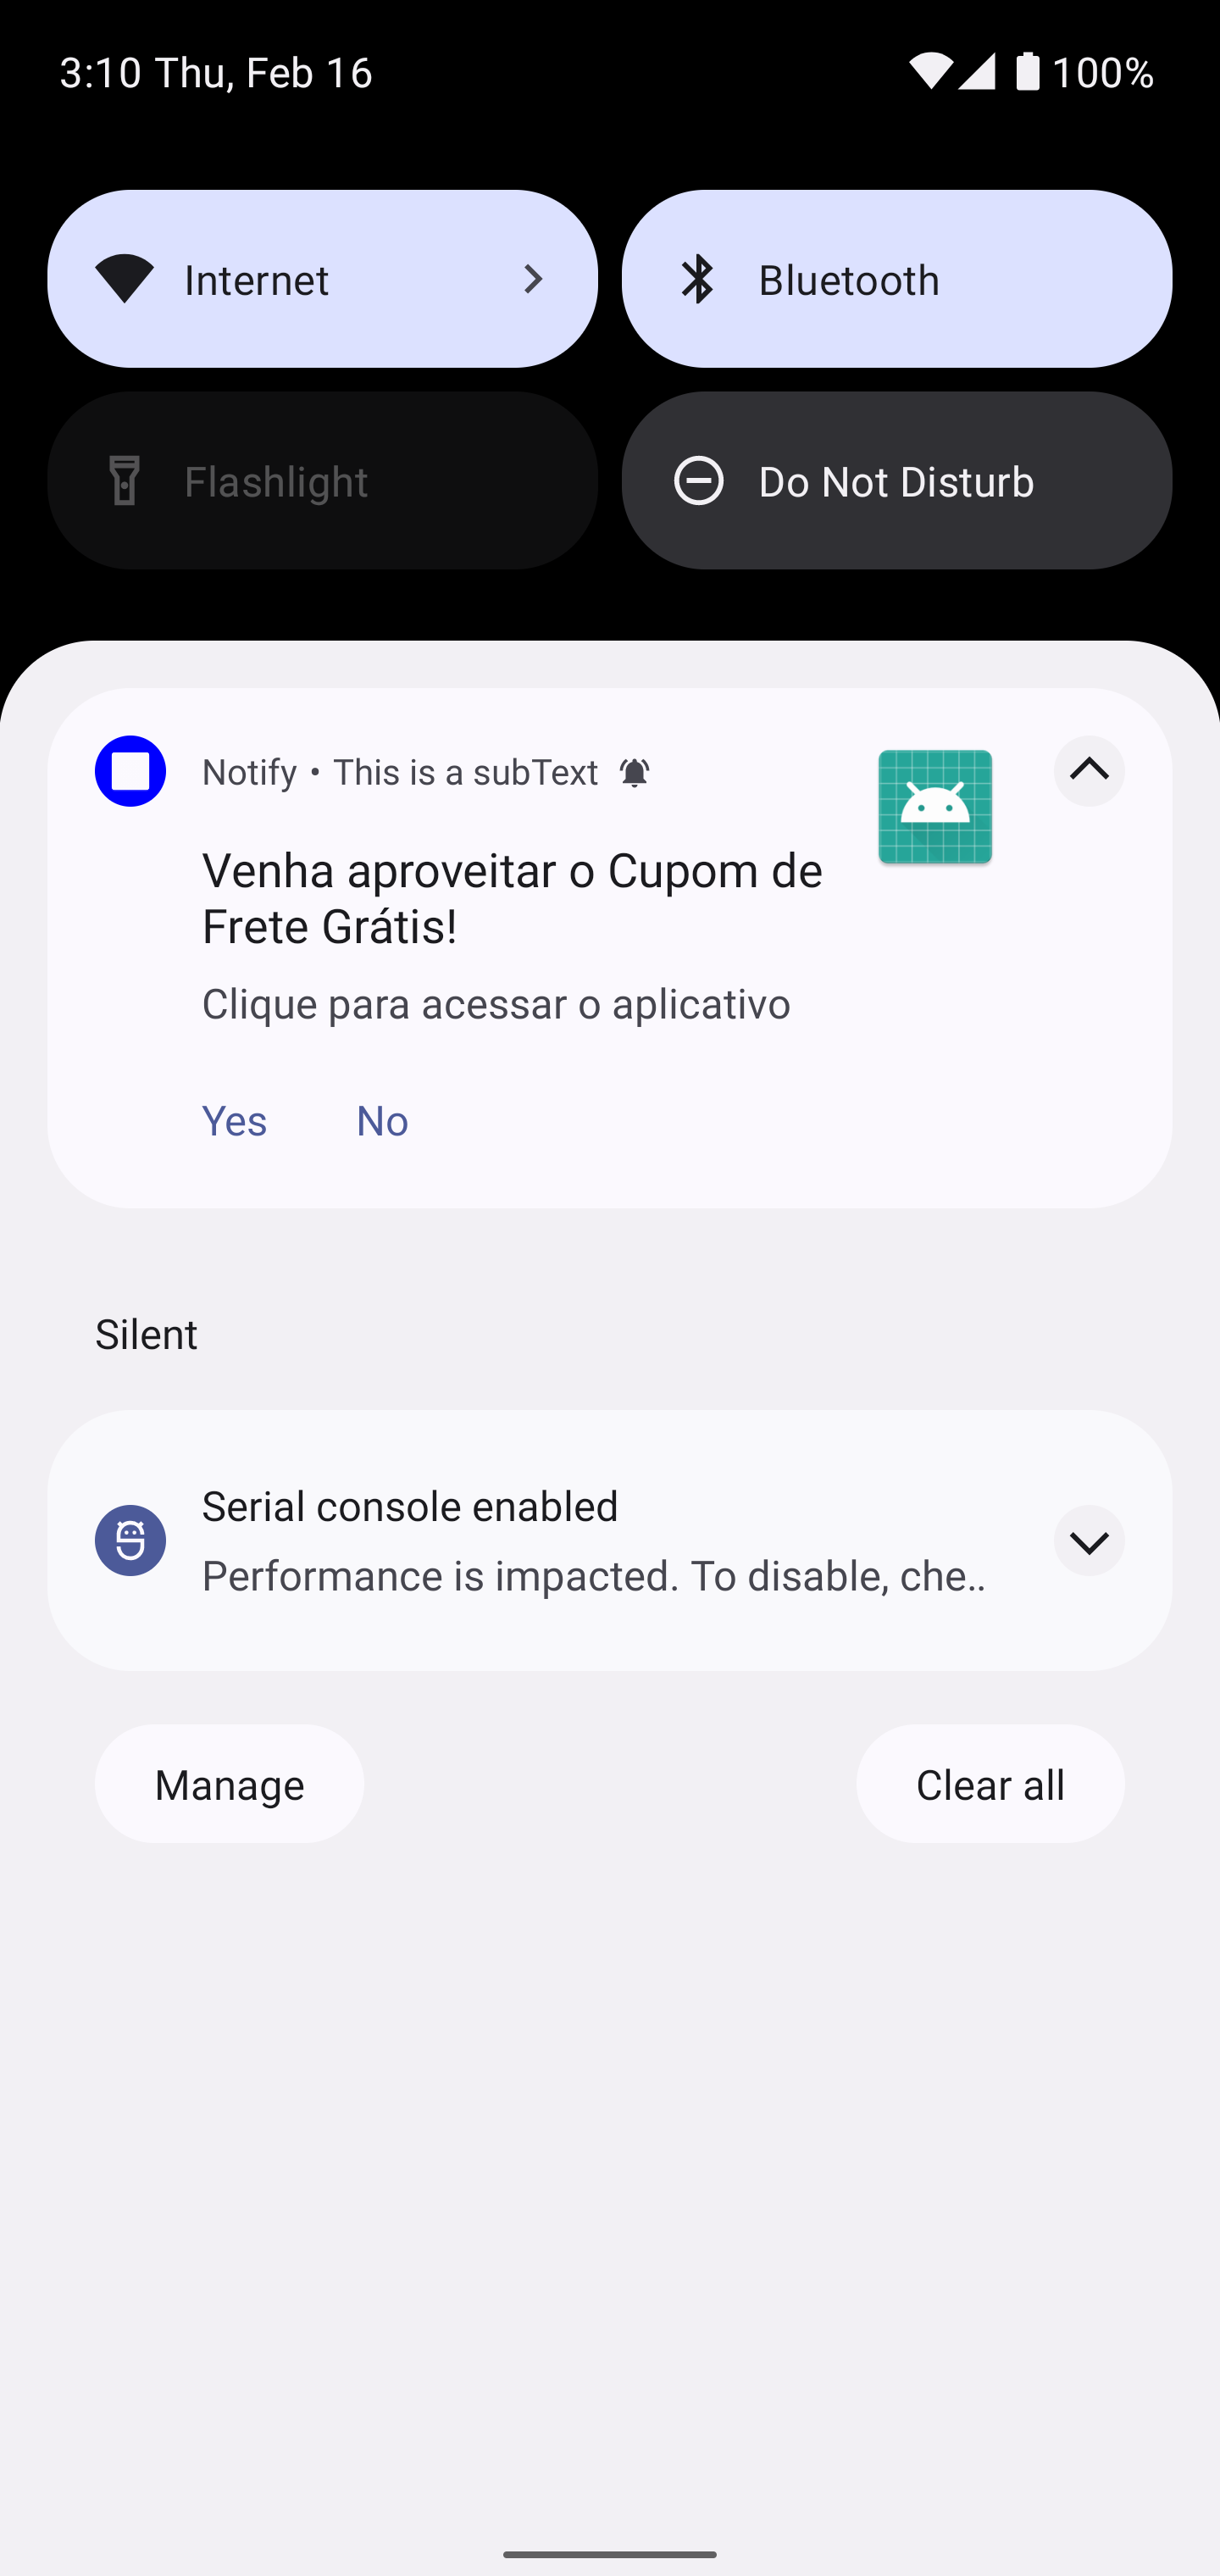 3:10 Thu, Feb 16
100%
Internet
Bluetooth
Flashlight
Do Not Disturb
Notify • This is a subText
Venha aproveitar o Cupom de
Frete Grátis!
Clique para acessar o aplicativo
Yes
No
Silent
Serial console enabled
Performance is impacted. To disable, che..
Manage
Clear all